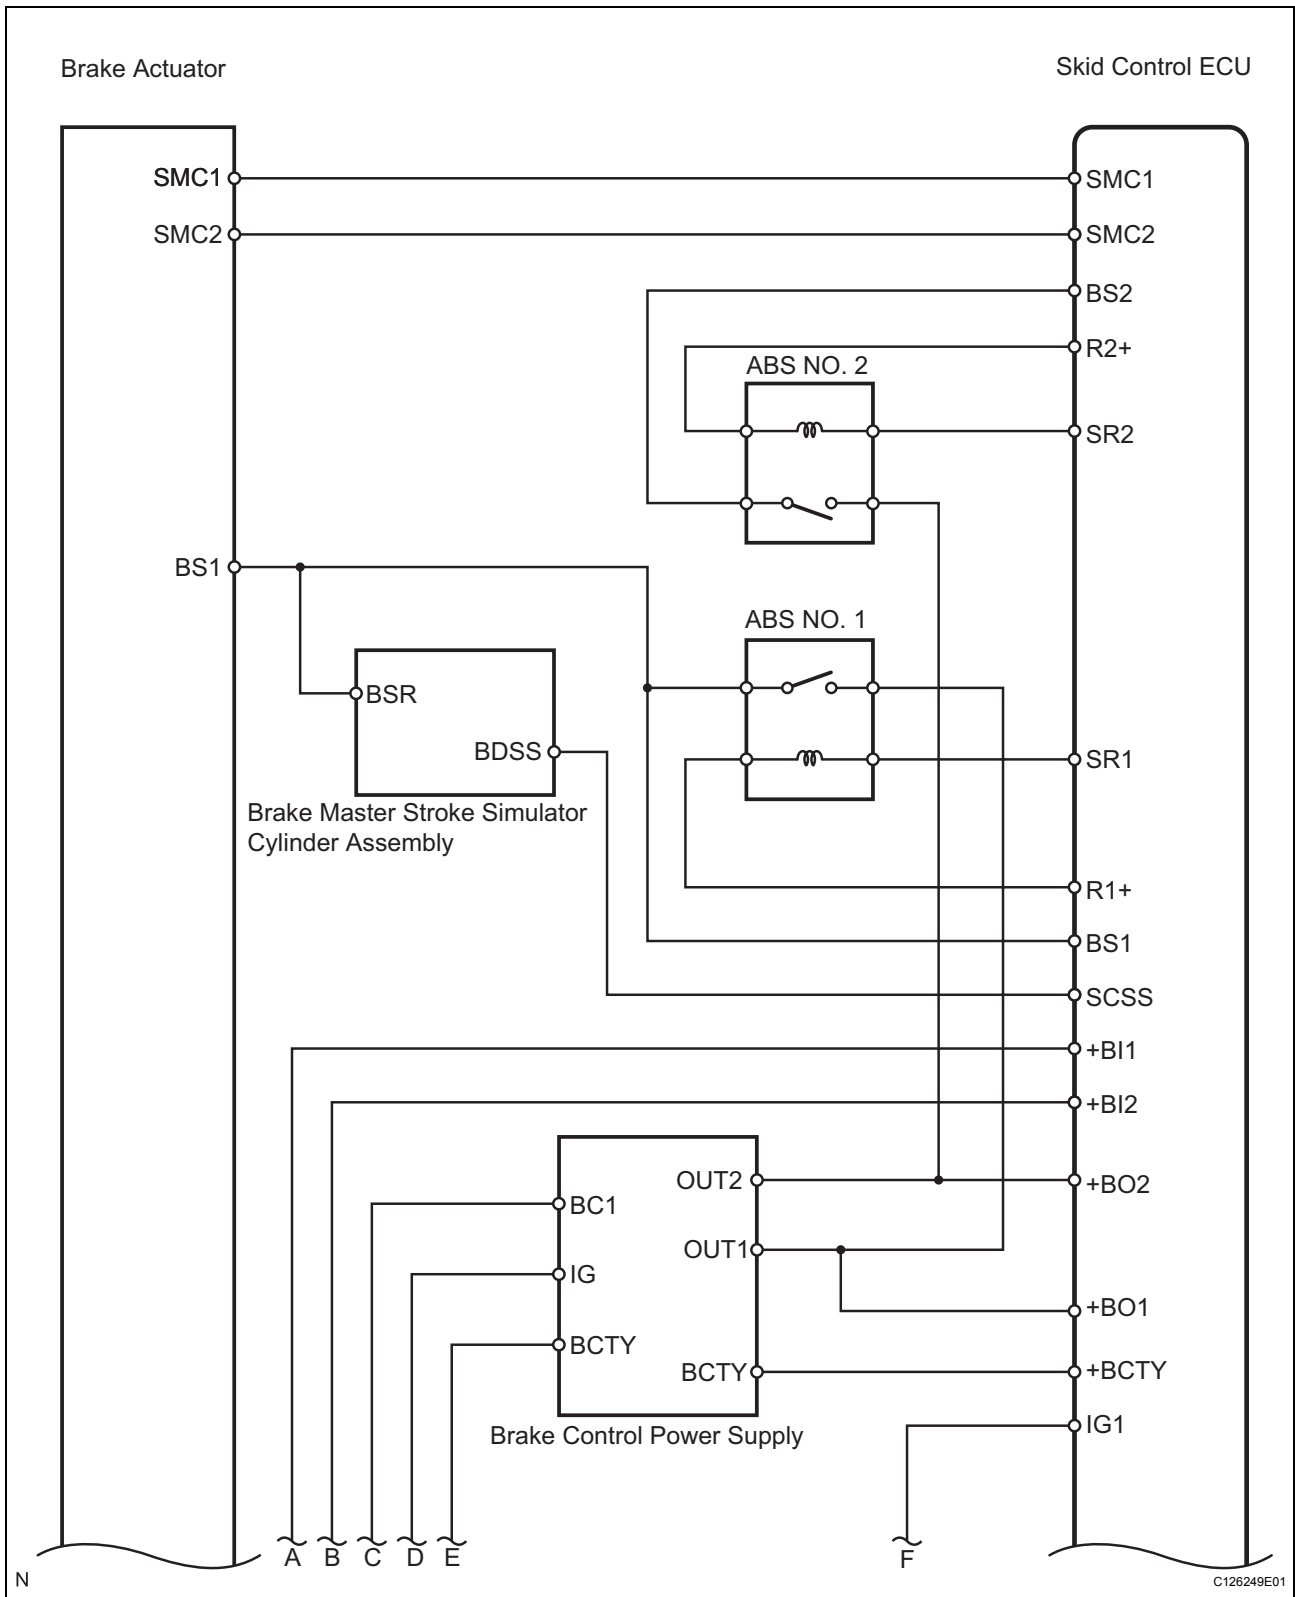 Brake Actuator
Skid Control ECU
SMC1
SMC1
SMC2
SMC2
BS2
R2+
ABS NO. 2
SR2
BS1
ABS NO. 1
BSR
BDSS
SR1
Brake Master Stroke Simulator
Cylinder Assembly
R1+
BS1
SCSS
+BI1
+BI2
OUT2
+BO2
BC1
OUT1
IG
+BO1
BCTY
BCTY
+BCTY
IG1
Brake Control Power Supply
A
B
C
D
E
F
N
C126249E01